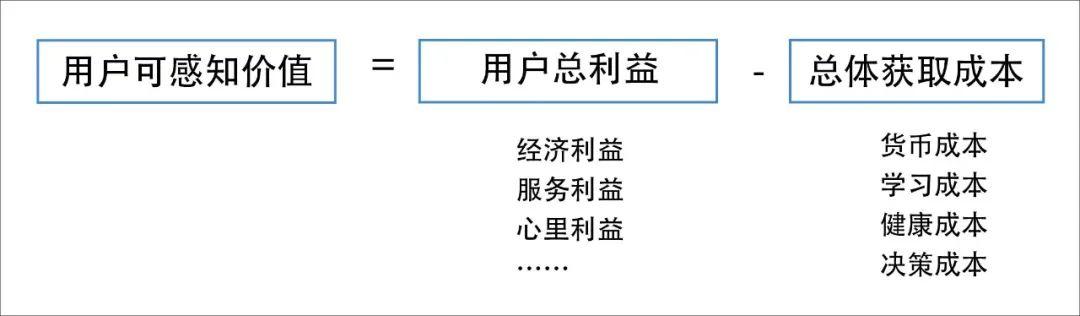 用户可感知价值 = 用户总利益 - 总体获取成本
经济利益
服务利益
心里利益
……
货币成本
学习成本
健康成本
决策成本